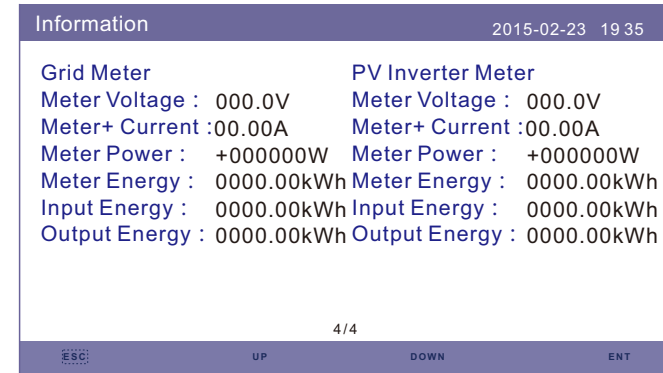 Information 2015-02-23 19 35
Grid Meter PV Inverter Meter
Meter Voltage : 000.0V Meter Voltage : 000.0V
Meter+ Current :00.00A Meter+ Current :00.00A
Meter Power : +000000W Meter Power : +000000W
Meter Energy : 0000.00kWh Meter Energy : 0000.00kWh
Input Energy : 0000.00kWh Input Energy : 0000.00kWh
Output Energy : 0000.00kWh Output Energy : 0000.00kWh
4/4
ESC UP DOWN ENT